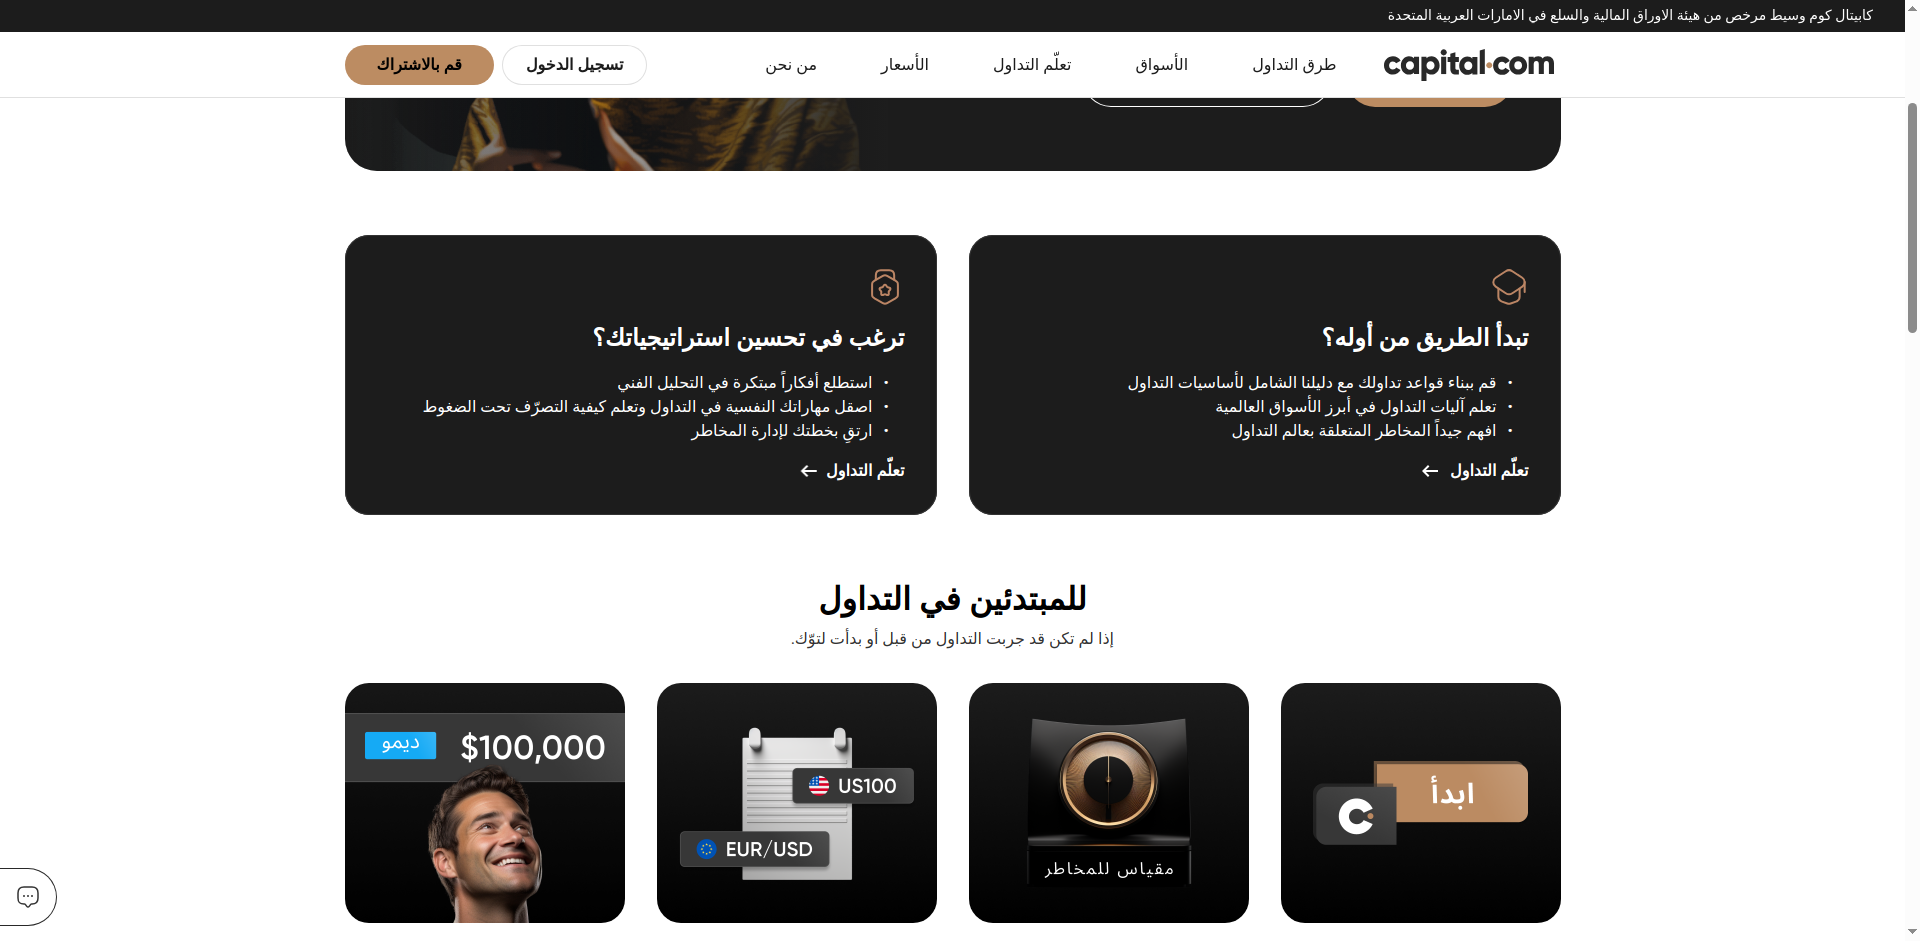 كابيتال كوم وسيط مرخص من هيئة الاوراق المالية والسلع في الامارات العربية المتحدة
capital.com
طرق التداول
الأسواق
تعلّم التداول
الأسعار
من نحن
تسجيل الدخول
قم بالاشتراك
تبدأ الطريق من أوله؟
• قم ببناء قواعد تداولك مع دليلنا الشامل لأساسيات التداول
• تعلم آليات التداول في أبرز الأسواق العالمية
• افهم جيداً المخاطر المتعلقة بعالم التداول
تعلّم التداول
ترغب في تحسين استراتيجياتك؟
• استطلع أفكاراً مبتكرة في التحليل الفني
• اصقل مهاراتك النفسية في التداول وتعلم كيفية التصرّف تحت الضغوط
• ارتقِ بخطتك لإدارة المخاطر
تعلّم التداول
للمبتدئين في التداول
إذا لم تكن قد جربت التداول من قبل أو بدأت لتوّك.
ابدأ
مقياس للمخاطر
US100
EUR/USD
$100,000
ديمو